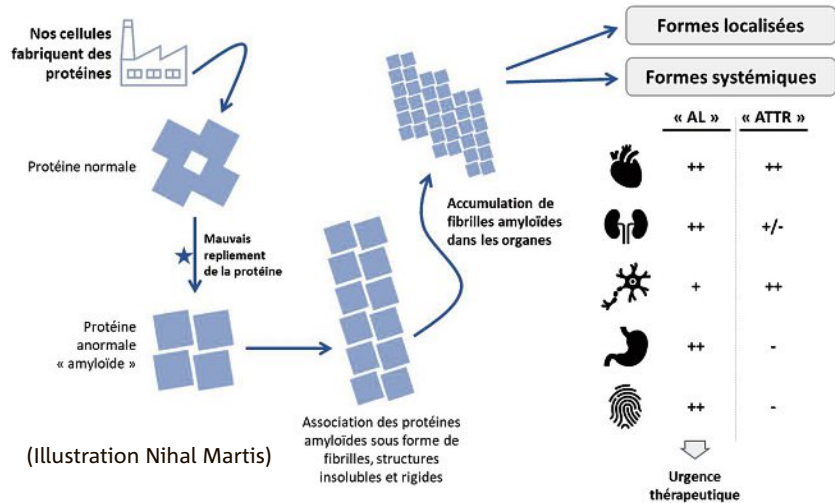 Nos cellules
fabriquent des
protéines
Protéine normale
Mauvais
repliement
de la protéine
Protéine
anormale
« amyloïde »
Association des protéines
amyloïdes sous forme de
fibrilles, structures
insolubles et rigides
Accumulation de
fibrilles amyloïdes
dans les organes
Formes localisées
Formes systémiques
« AL » « ATTR »
++ ++
++ +/-
+ ++
++ -
++ -
Urgence
thérapeutique
(Illustration Nihal Martis)